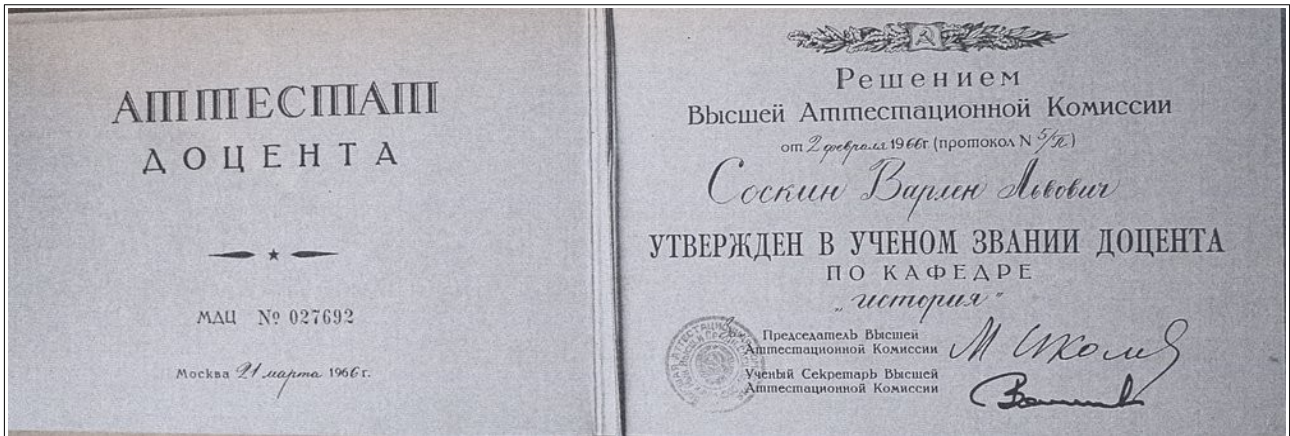 АТТЕСТАТ
ДОЦЕНТА
МДЦ № 027692
Москва 21 марта 1966 г.
Решением
Высшей Аттестационной Комиссии
от 2 февраля 1966 г. (протокол N 5/п)
Соскин Варлен Львович
УТВЕРЖДЕН В УЧЕНОМ ЗВАНИИ ДОЦЕНТА
ПО КАФЕДРЕ
„история"
Председатель Высшей
Аттестационной Комиссии
Ученый Секретарь Высшей
Аттестационной Комиссии